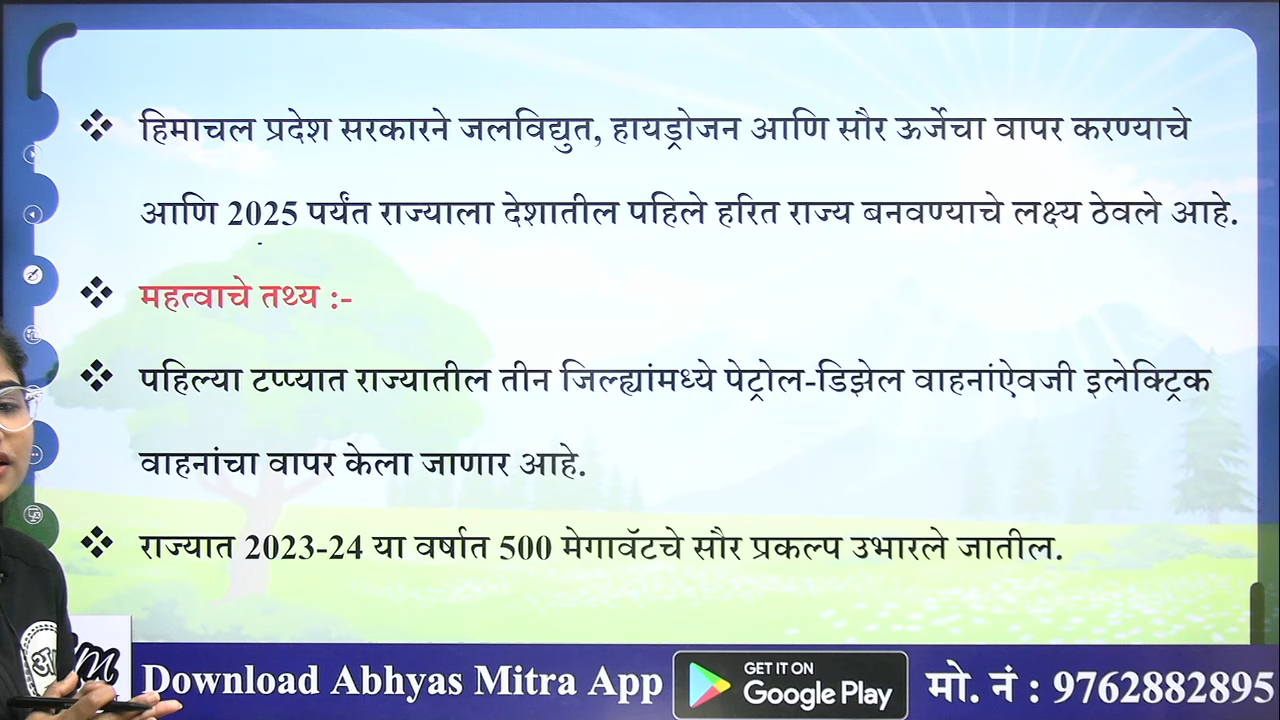 हिमाचल प्रदेश सरकारने जलविद्युत, हायड्रोजन आणि सौर ऊर्जेचा वापर करण्याचे
आणि 2025 पर्यंत राज्याला देशातील पहिले हरित राज्य बनवण्याचे लक्ष्य ठेवले आहे.
महत्वाचे तथ्य :-
पहिल्या टप्प्यात राज्यातील तीन जिल्ह्यांमध्ये पेट्रोल-डिझेल वाहनांऐवजी इलेक्ट्रिक
वाहनांचा वापर केला जाणार आहे.
राज्यात 2023-24 या वर्षात 500 मेगावॅटचे सौर प्रकल्प उभारले जातील.
Download Abhyas Mitra App
GET IT ON
Google Play
मो. नं : 9762882895